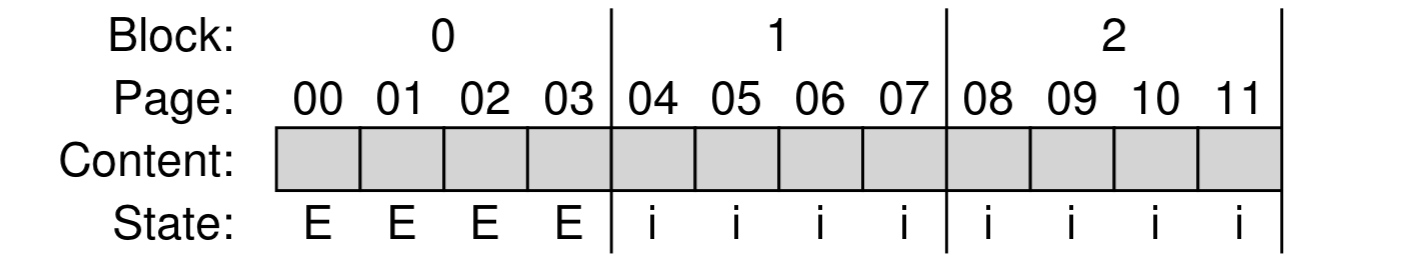 Block: 0 1 2
Page: 00 01 02 03 04 05 06 07 08 09 10 11
Content:
State: E E E E i i i i i i i i